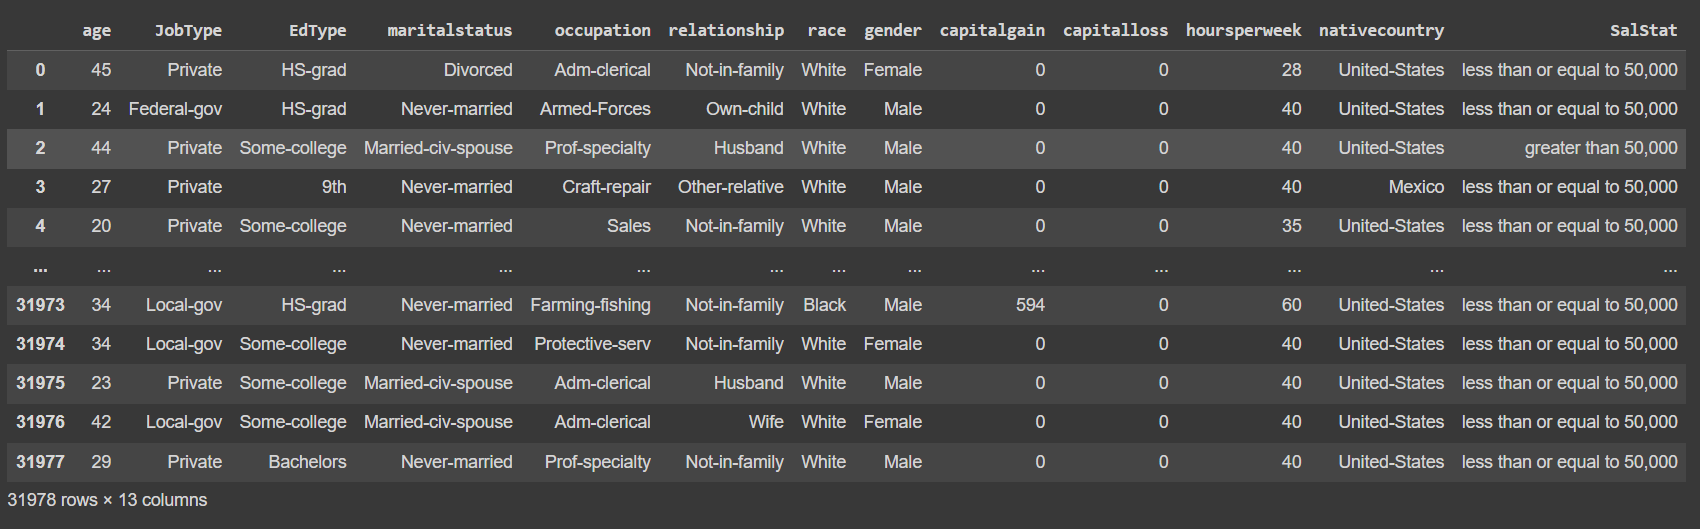 age JobType EdType maritalstatus occupation relationship race gender capitalgain capitalloss hoursperweek nativecountry SalStat
0 45 Private HS-grad Divorced Adm-clerical Not-in-family White Female 0 0 28 United-States less than or equal to 50,000
1 24 Federal-gov HS-grad Never-married Armed-Forces Own-child White Male 0 0 40 United-States less than or equal to 50,000
2 44 Private Some-college Married-civ-spouse Prof-specialty Husband White Male 0 0 40 United-States greater than 50,000
3 27 Private 9th Never-married Craft-repair Other-relative White Male 0 0 40 Mexico less than or equal to 50,000
4 20 Private Some-college Never-married Sales Not-in-family White Male 0 0 35 United-States less than or equal to 50,000
... ... ... ... ... ... ... ... ... ... ... ... ... ...
31973 34 Local-gov HS-grad Never-married Farming-fishing Not-in-family Black Male 594 0 60 United-States less than or equal to 50,000
31974 34 Local-gov Some-college Never-married Protective-serv Not-in-family White Female 0 0 40 United-States less than or equal to 50,000
31975 23 Private Some-college Married-civ-spouse Adm-clerical Husband White Male 0 0 40 United-States less than or equal to 50,000
31976 42 Local-gov Some-college Married-civ-spouse Adm-clerical Wife White Female 0 0 40 United-States less than or equal to 50,000
31977 29 Private Bachelors Never-married Prof-specialty Not-in-family White Male 0 0 40 United-States less than or equal to 50,000
31978 rows × 13 columns